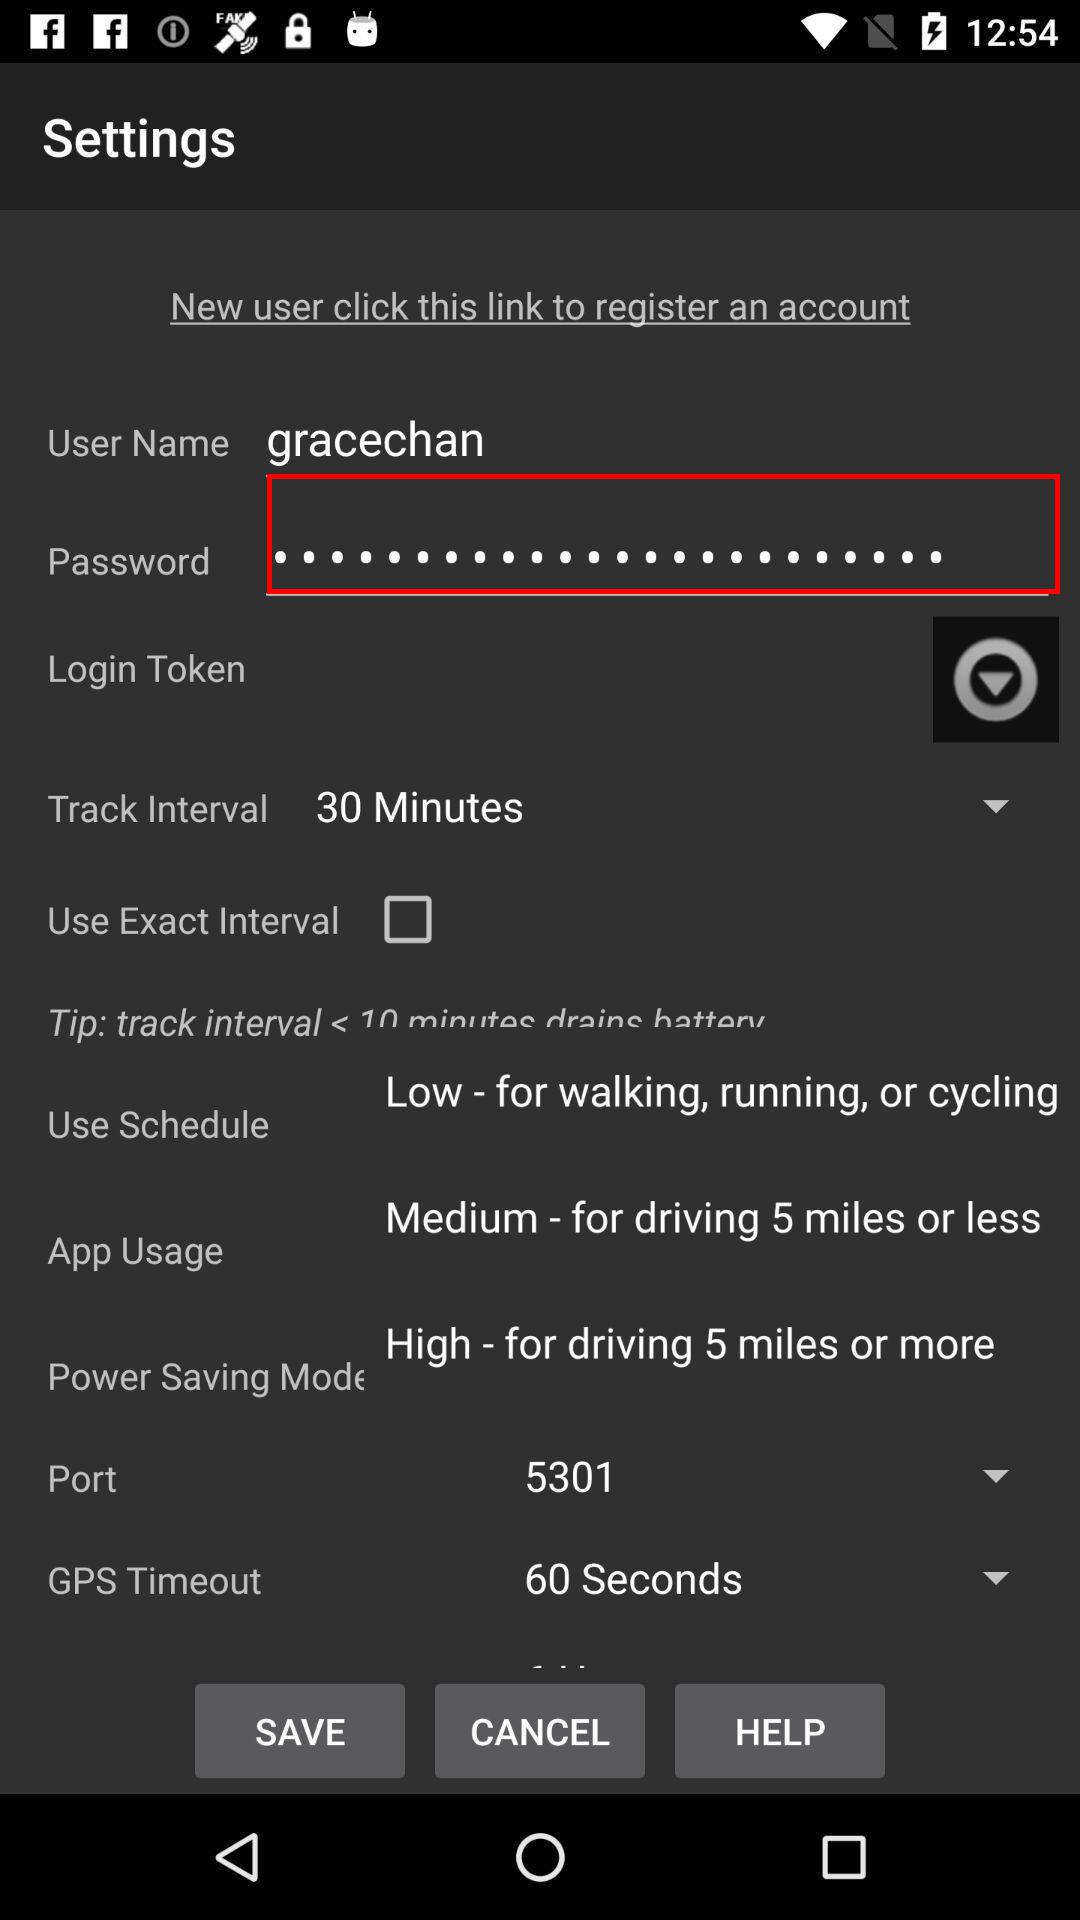 FAKE
12:54
Settings
New user click this link to register an account
User Name gracechan
Password ••••••••••••••••••••••••
Login Token
Track Interval 30 Minutes
Use Exact Interval
Tip: track interval < 10 minutes drains battery
Low - for walking, running, or cycling
Use Schedule
Medium - for driving 5 miles or less
App Usage
High - for driving 5 miles or more
Power Saving Mode
Port 5301
GPS Timeout 60 Seconds
SAVE CANCEL HELP